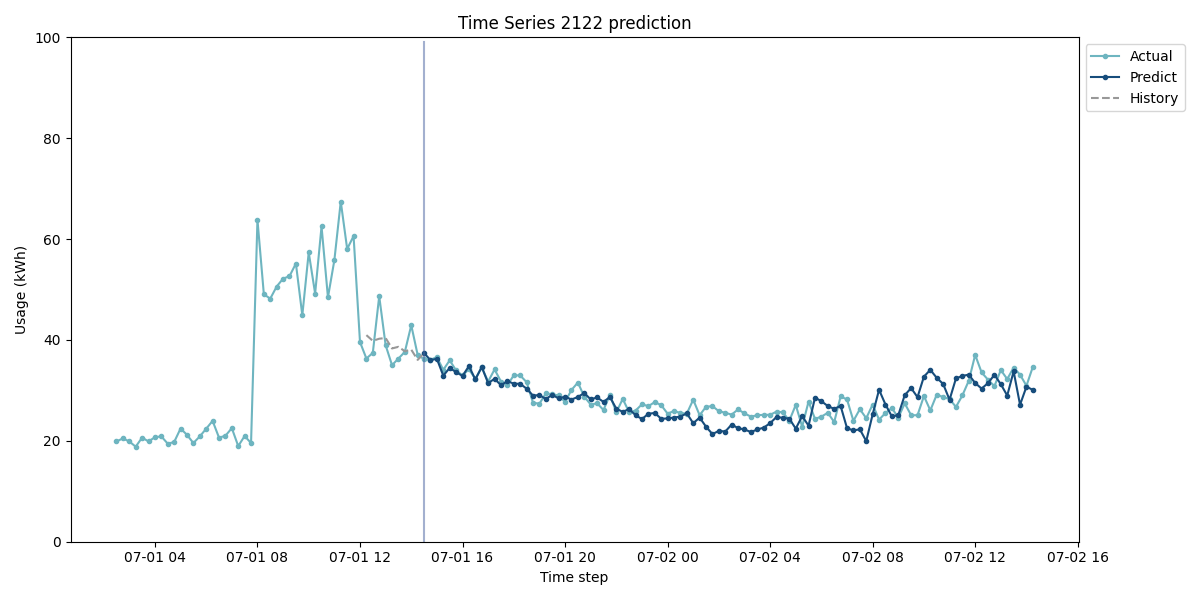 Time Series 2122 prediction
100
80
60
40
20
0
Usage (kWh)
07-01 04
07-01 08
07-01 12
07-01 16
07-01 20
07-02 00
07-02 04
07-02 08
07-02 12
07-02 16
Time step
Actual
Predict
History